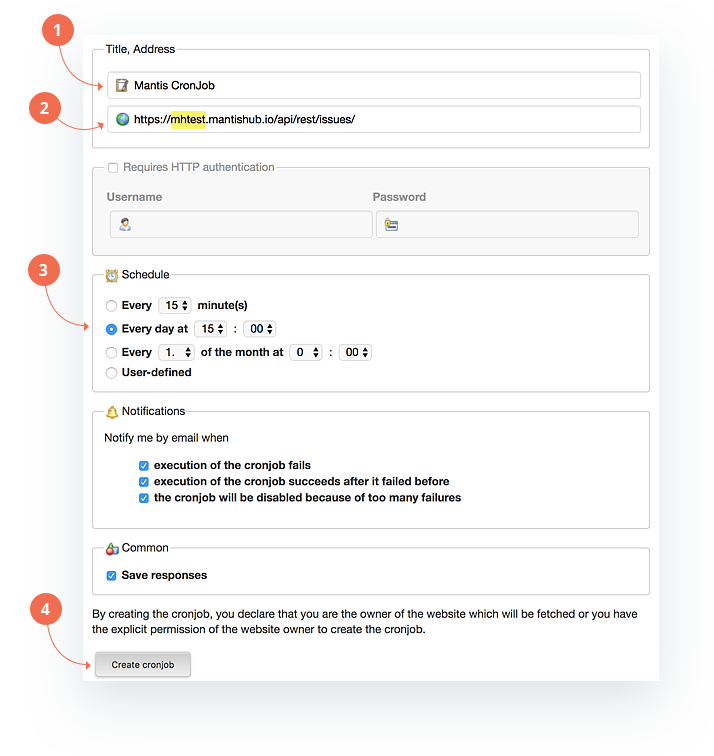 1
Title, Address
Mantis CronJob
2
https://mhtest.mantishub.io/api/rest/issues/
Requires HTTP authentication
Username Password
3
Schedule
Every 15 minute(s)
Every day at 15 : 00
Every 1. of the month at 0 : 00
User-defined
Notifications
Notify me by email when
execution of the cronjob fails
execution of the cronjob succeeds after it failed before
the cronjob will be disabled because of too many failures
Common
Save responses
4
By creating the cronjob, you declare that you are the owner of the website which will be fetched or you have
the explicit permission of the website owner to create the cronjob.
Create cronjob